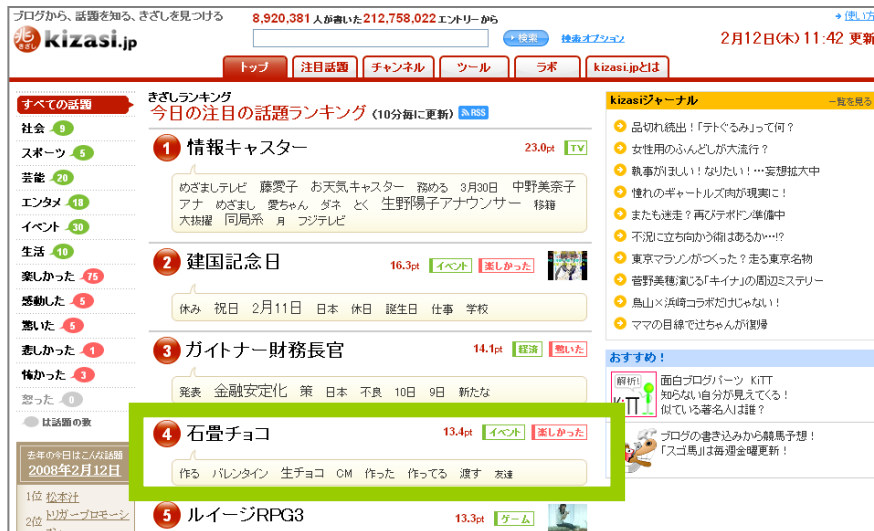 ブログから、話題を知る、きざしを見つける
8,920,381 人が書いた212,758,022エントリーから
使い方
きざし kizasi.jp
検索 検索オプション
2月12日(木) 11:42 更新
トップ 注目話題 チャンネル ツール ラボ kizasi.jpとは
すべての話題
社会 9
スポーツ 5
芸能 20
エンタメ 18
イベント 30
生活 10
楽しかった 75
感動した 5
驚いた 5
悲しかった 1
怖かった 3
怒った 0
は話題の数
去年の今日はこんな話題
2008年2月12日
1位 松本汁
2位 トリガープロモーシ
きざしランキング
今日の注目の話題ランキング (10分毎に更新) RSS
1 情報キャスター 23.0pt TV
めざましテレビ 藤愛子 お天気キャスター 務める 3月30日 中野美奈子
アナ めざまし 愛ちゃん ダネ とく 生野陽子アナウンサー 移籍
大抜擢 同局系 月 フジテレビ
2 建国記念日 16.3pt イベント 楽しかった
休み 祝日 2月11日 日本 休日 誕生日 仕事 学校
3 ガイトナー財務長官 14.1pt 経済 驚いた
発表 金融安定化 策 日本 不良 10日 9日 新たな
4 石畳チョコ 13.4pt イベント 楽しかった
作る バレンタイン 生チョコ CM 作った 作ってる 渡す 友達
5 ルイージRPG3 13.3pt ゲーム
kizasiジャーナル 一覧を見る
品切れ続出！「テトぐるみ」って何？
女性用のふんどしが大流行？
執事がほしい！なりたい！…妄想拡大中
憧れのギャートルズ肉が現実に！
またも迷走？再びテポドン準備中
不況に立ち向かう術はあるか…!?
東京マラソンがつくった？走る東京名物
菅野美穂演じる「キイナ」の周辺ミステリー
鳥山×浜崎コラボだけじゃない！
ママの目線で辻ちゃんが復帰
おすすめ！
解析! KiTT
面白ブログパーツ KiTT
知らない自分が見えてくる！
似ている著名人は誰？
ブログの書き込みから競馬予想！
「スゴ馬」は毎週金曜更新！